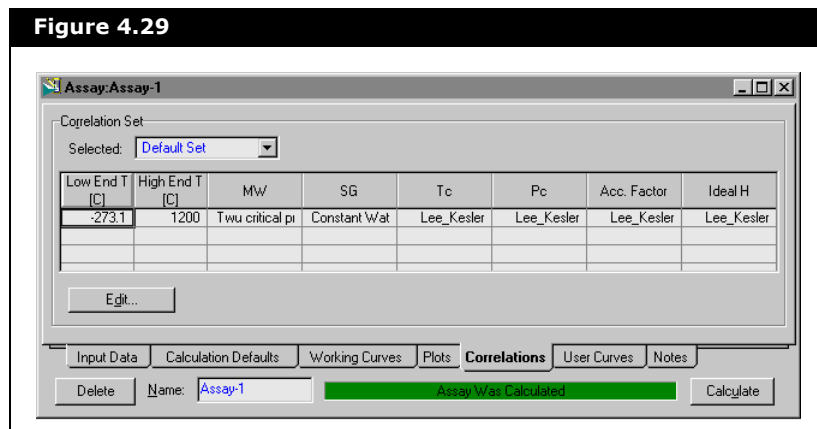 Figure 4.29
Assay:Assay-1
Correlation Set
Selected: Default Set
Low End T [C] High End T [C] MW SG Tc Pc Acc. Factor Ideal H
-273.1 1200 Twu critical pr Constant Wat Lee_Kesler Lee_Kesler Lee_Kesler Lee_Kesler
Edit...
Input Data Calculation Defaults Working Curves Plots Correlations User Curves Notes
Delete Name: Assay-1 Assay Was Calculated Calculate